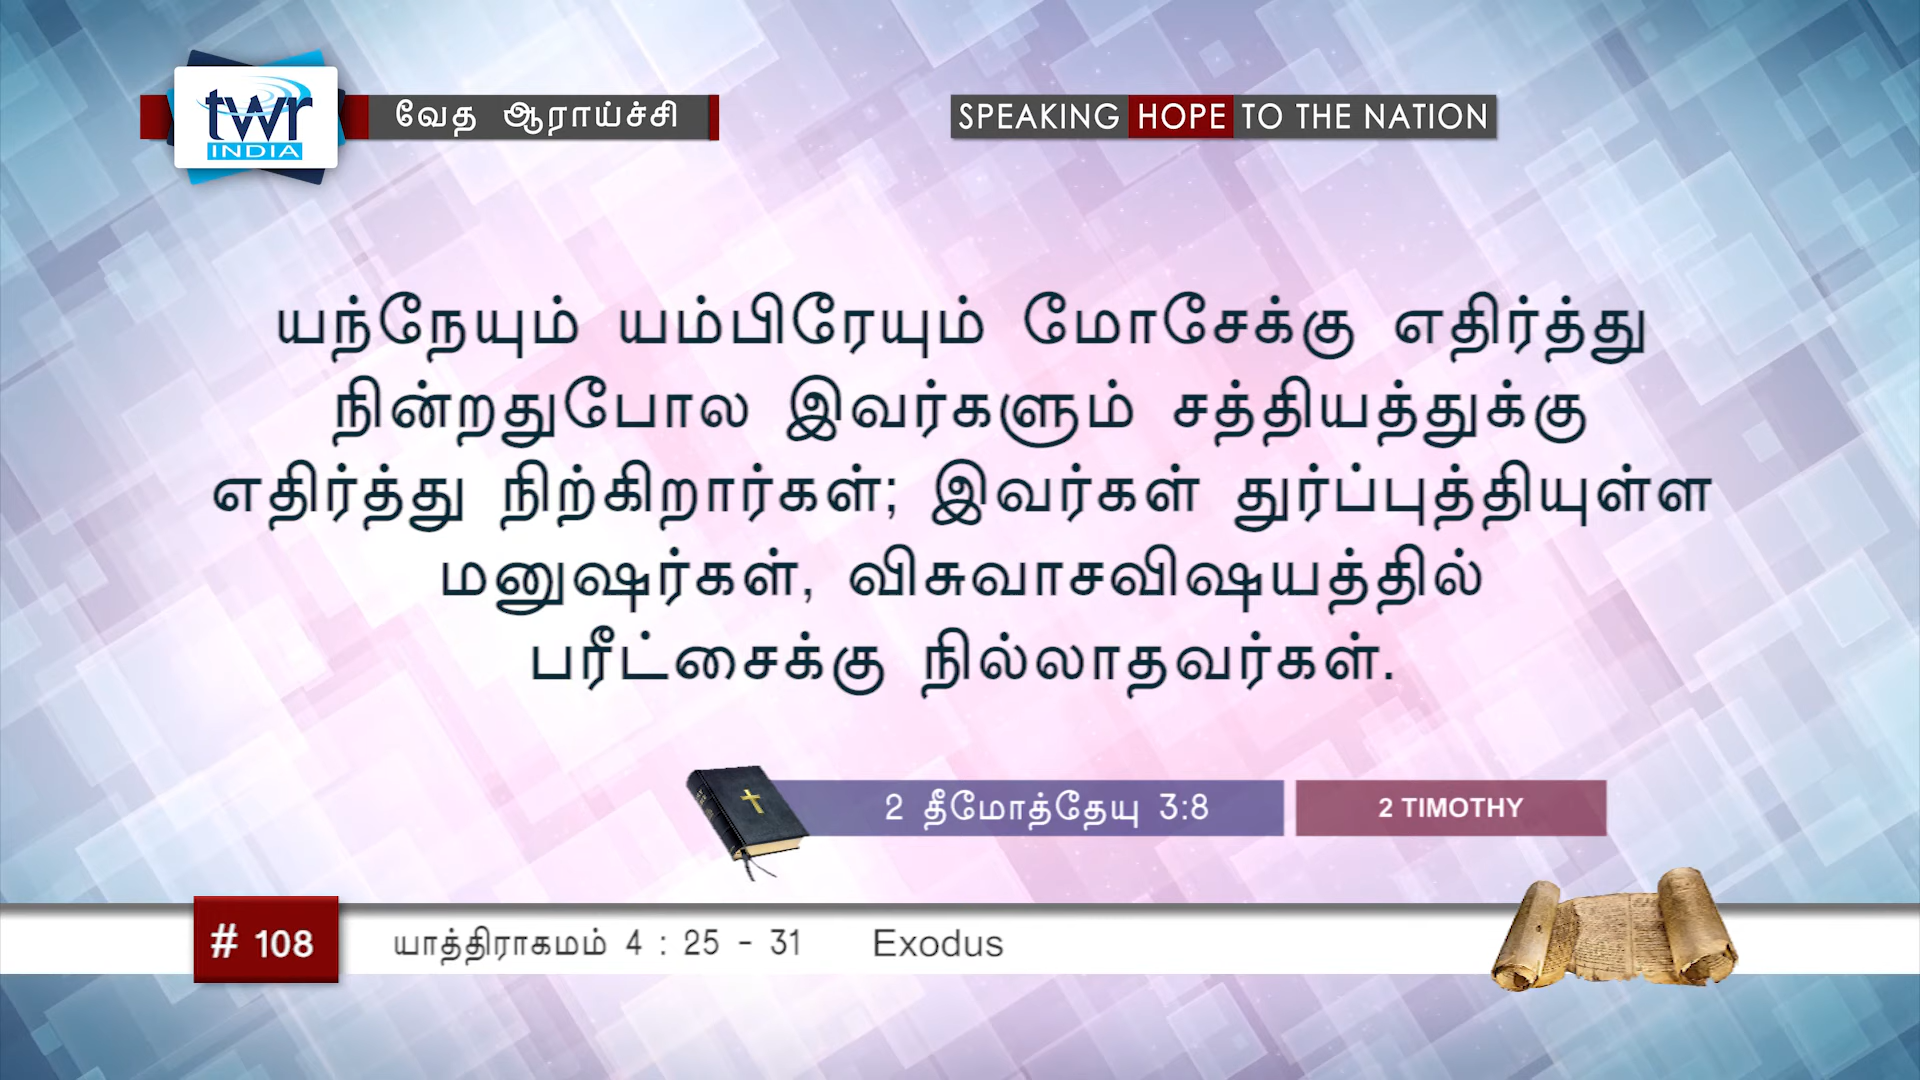 twr
INDIA
வேத ஆராய்ச்சி
SPEAKING HOPE TO THE NATION
யந்நேயும் யம்பிரேயும் மோசேக்கு எதிர்த்து
நின்றதுபோல இவர்களும் சத்தியத்துக்கு
எதிர்த்து நிற்கிறார்கள்; இவர்கள் துர்ப்புத்தியுள்ள
மனுஷர்கள், விசுவாசவிஷயத்தில்
பரீட்சைக்கு நில்லாதவர்கள்.
2 தீமோத்தேயு 3:8
2 TIMOTHY
# 108
யாத்திராகமம் 4 : 25 - 31 Exodus